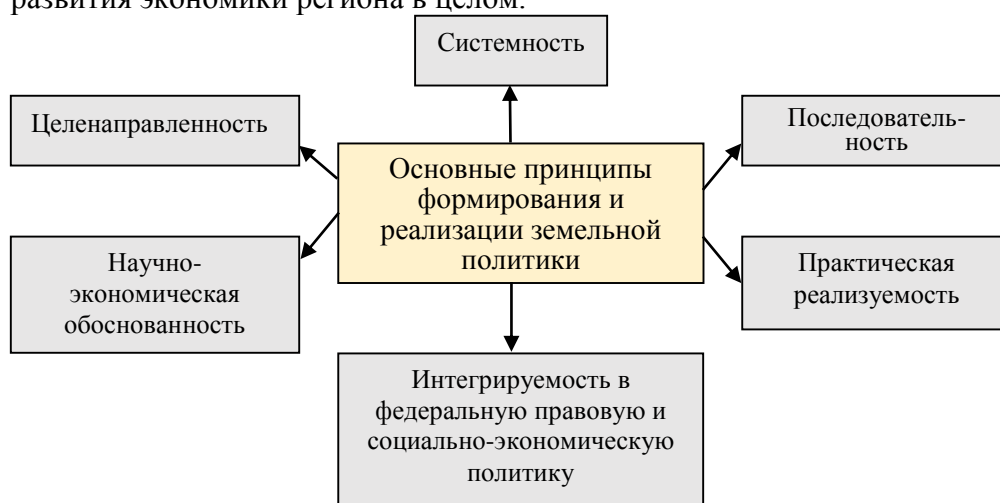 развития экономики региона в целом.
Системность
Целенаправленность
Последователь-
ность
Основные принципы
формирования и
реализации земельной
политики
Научно-
экономическая
обоснованность
Практическая
реализуемость
Интегрируемость в
федеральную правовую и
социально-экономическую
политику